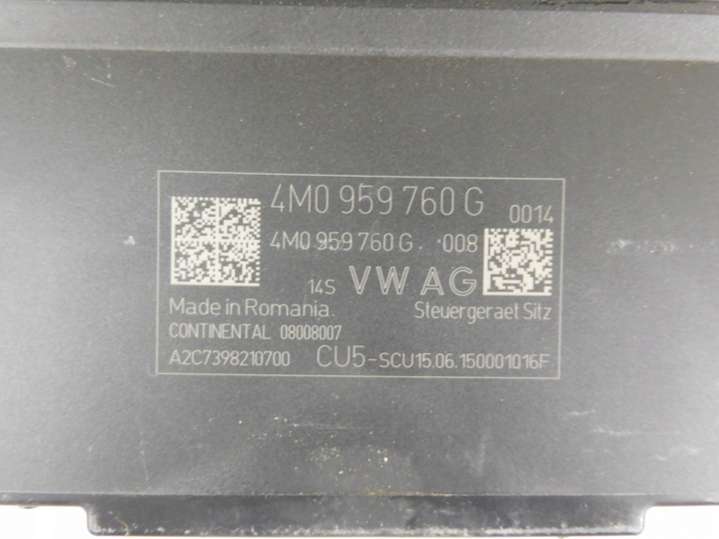 4M0 959 760 G 0014
4M0 959 760 G. 008
14S VW AG
Made in Romania. Steuergeraet Sitz
CONTINENTAL 08008007
A2C7398210700 CU5-SCU15.06.150001016F